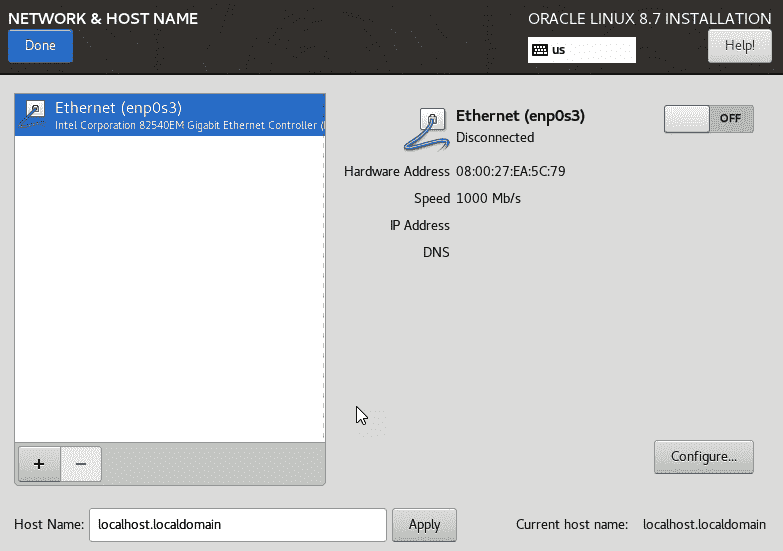 NETWORK & HOST NAME
ORACLE LINUX 8.7 INSTALLATION
Done
us
Help!
Ethernet (enp0s3)
Intel Corporation 82540EM Gigabit Ethernet Controller (
Ethernet (enp0s3)
Disconnected
OFF
Hardware Address 08:00:27:EA:5C:79
Speed 1000 Mb/s
IP Address
DNS
+ −
Configure...
Host Name: localhost.localdomain Apply Current host name: localhost.localdomain